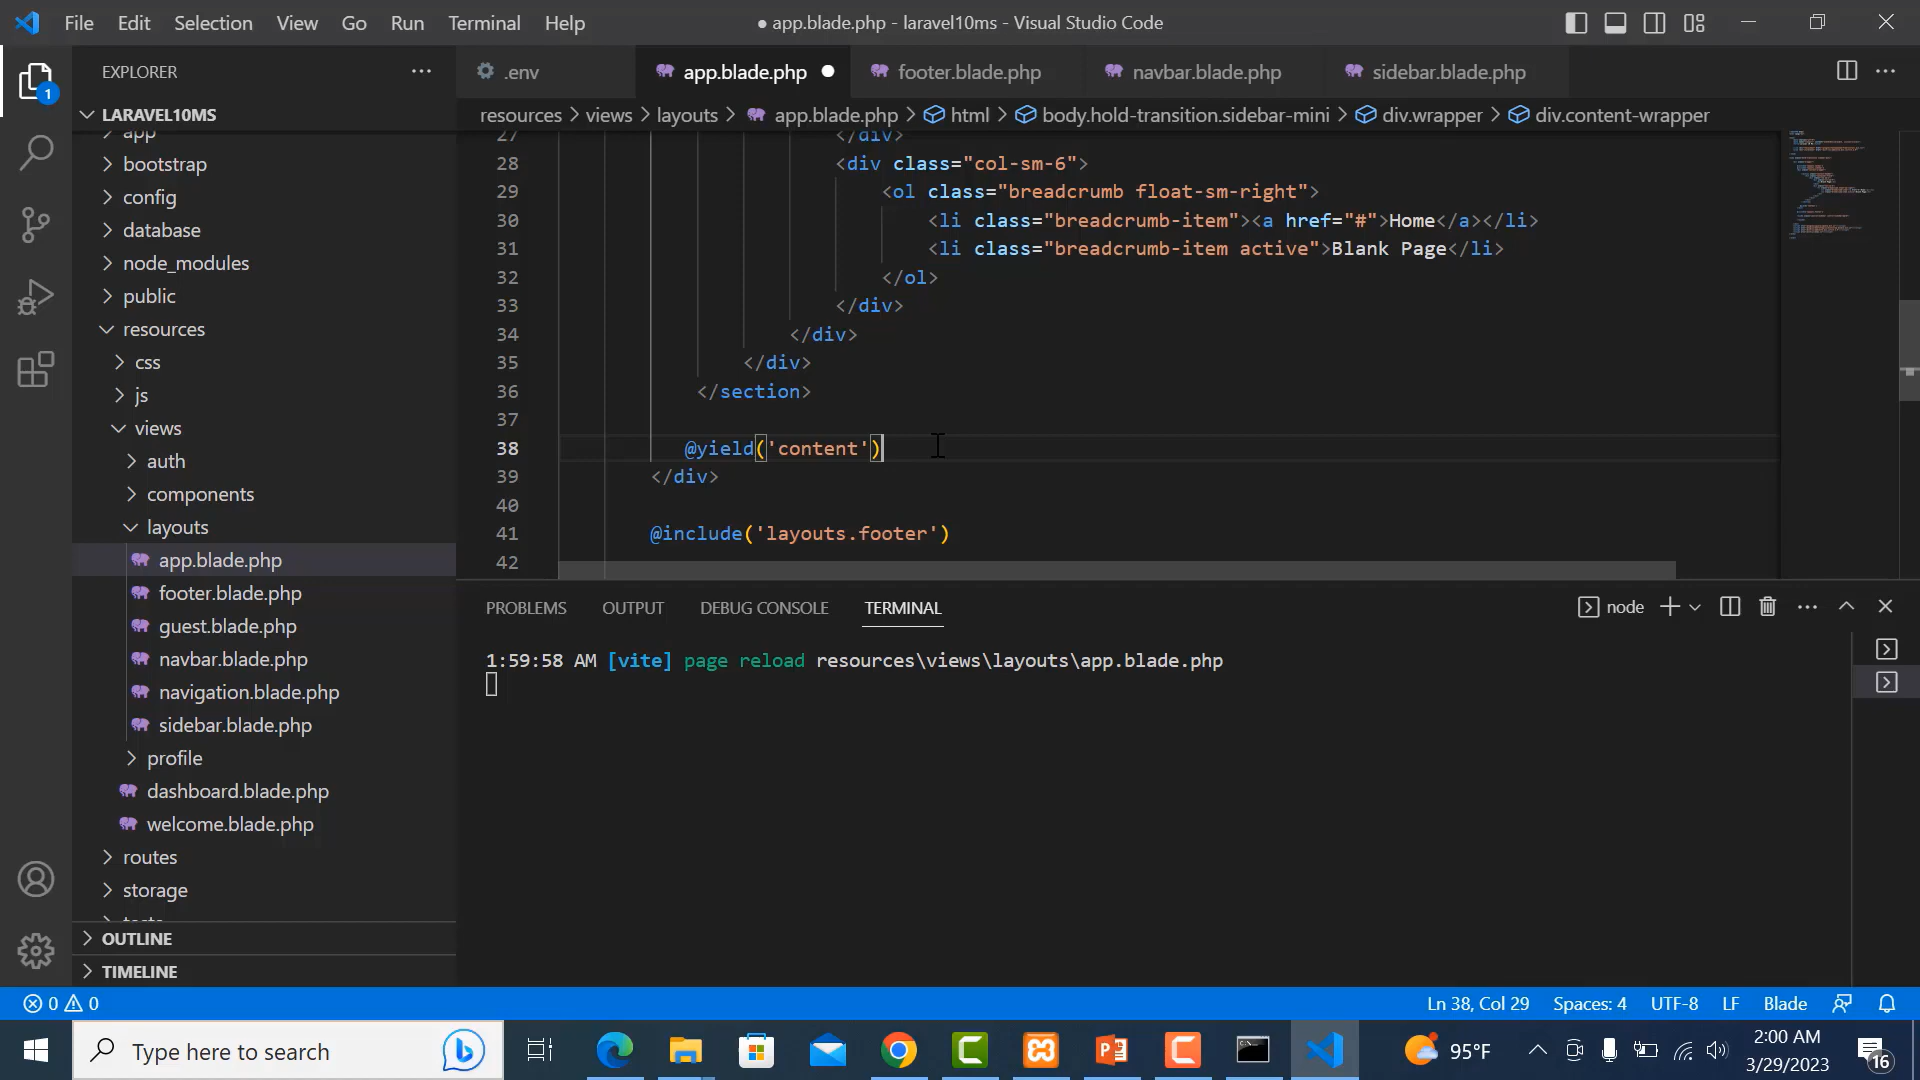 File Edit Selection View Go Run Terminal Help
● app.blade.php - laravel10ms - Visual Studio Code
EXPLORER
.env
app.blade.php
footer.blade.php
navbar.blade.php
sidebar.blade.php
LARAVEL10MS
resources > views > layouts > app.blade.php > html > body.hold-transition.sidebar-mini > div.wrapper > div.content-wrapper
app
bootstrap
config
database
node_modules
public
resources
css
js
views
auth
components
layouts
app.blade.php
footer.blade.php
guest.blade.php
navbar.blade.php
navigation.blade.php
sidebar.blade.php
profile
dashboard.blade.php
welcome.blade.php
routes
storage
tests
OUTLINE
TIMELINE
27 </div>
28 <div class="col-sm-6">
29 <ol class="breadcrumb float-sm-right">
30 <li class="breadcrumb-item"><a href="#">Home</a></li>
31 <li class="breadcrumb-item active">Blank Page</li>
32 </ol>
33 </div>
34 </div>
35 </div>
36 </section>
37
38 @yield('content')
39 </div>
40
41 @include('layouts.footer')
42
PROBLEMS OUTPUT DEBUG CONSOLE TERMINAL
node
1:59:58 AM [vite] page reload resources\views\layouts\app.blade.php
0 0
Ln 38, Col 29 Spaces: 4 UTF-8 LF Blade
Type here to search
95°F
2:00 AM
3/29/2023
16
1